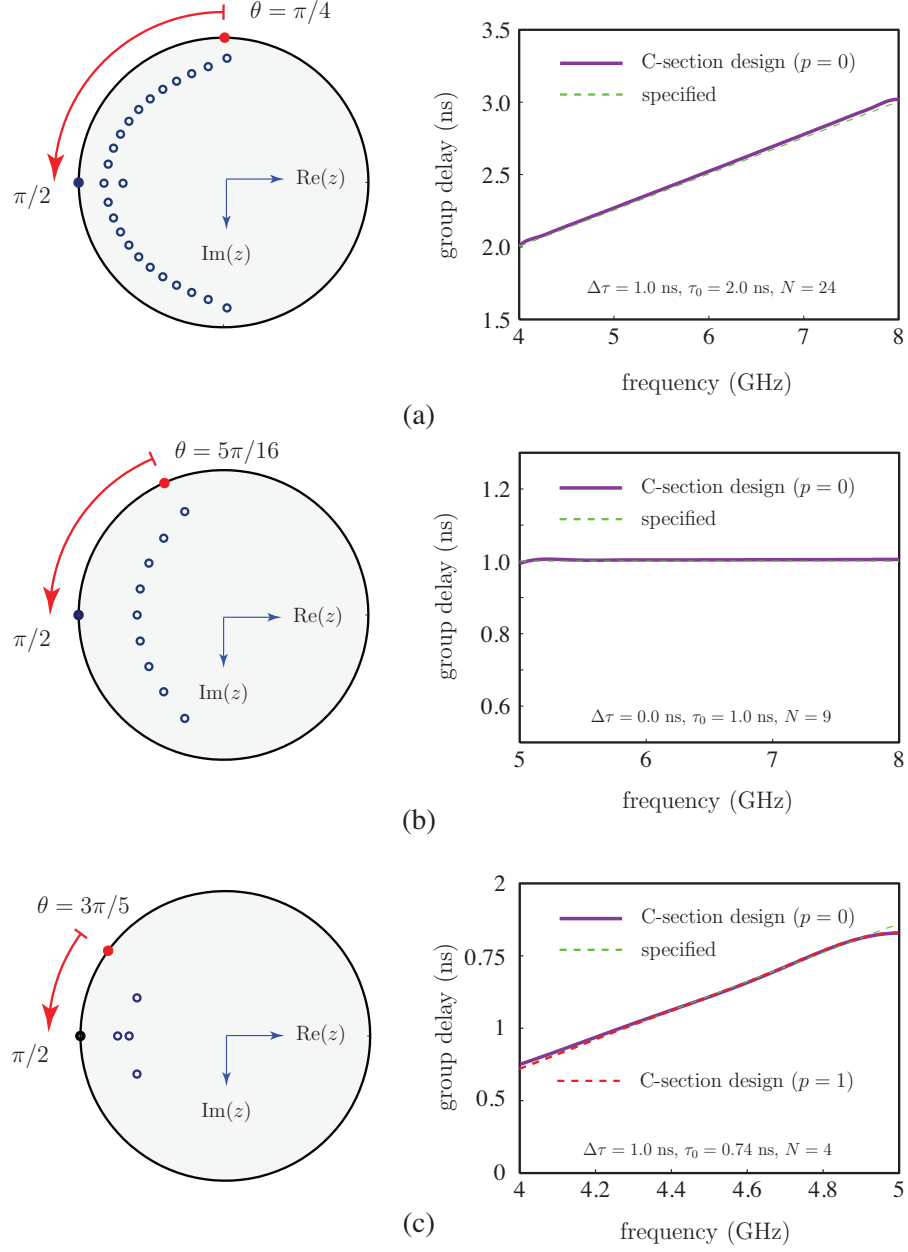 θ = π/4
π/2
Re(z)
Im(z)
group delay (ns)
3.5
3.0
2.5
2.0
1.5
C-section design (p = 0)
specified
Δτ = 1.0 ns, τ₀ = 2.0 ns, N = 24
4
5
6
7
8
frequency (GHz)
(a)
θ = 5π/16
π/2
Re(z)
Im(z)
group delay (ns)
1.2
1.0
0.8
0.6
C-section design (p = 0)
specified
Δτ = 0.0 ns, τ₀ = 1.0 ns, N = 9
5
6
7
8
frequency (GHz)
(b)
θ = 3π/5
π/2
Re(z)
Im(z)
group delay (ns)
2
0.75
1
0.5
0
C-section design (p = 0)
specified
C-section design (p = 1)
Δτ = 1.0 ns, τ₀ = 0.74 ns, N = 4
4
4.2
4.4
4.6
4.8
5
frequency (GHz)
(c)